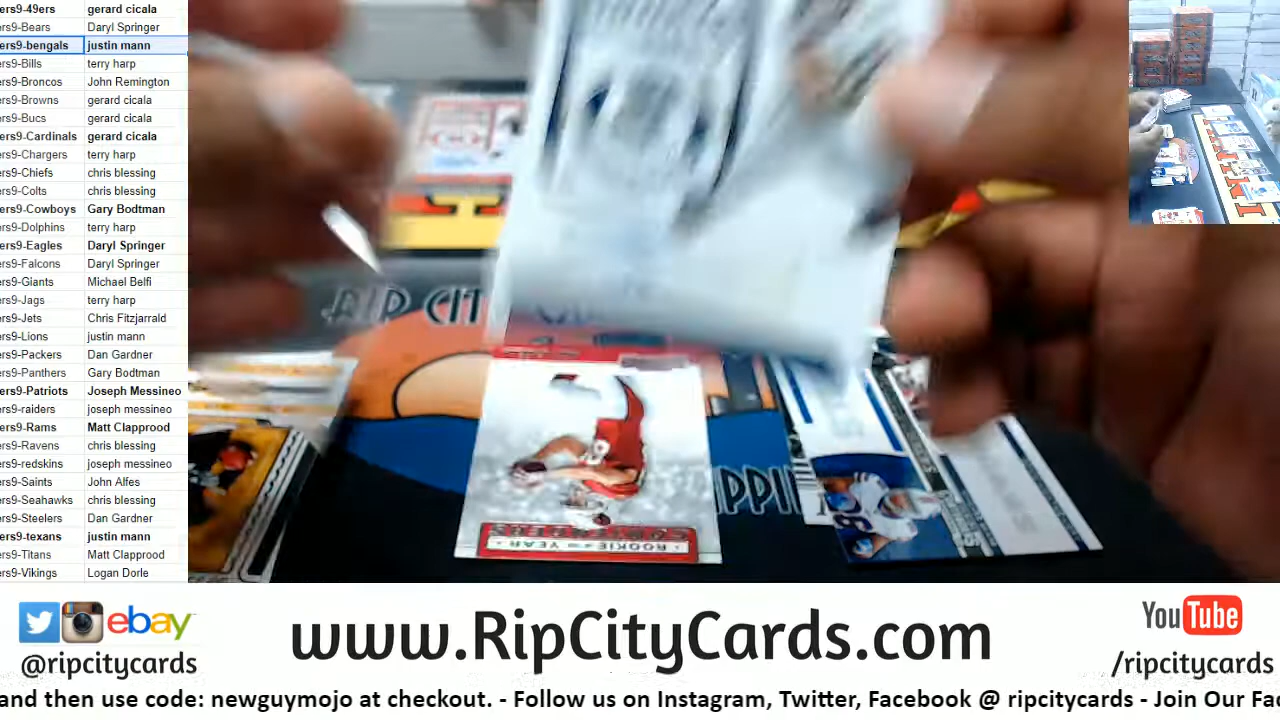 ers9-49ers gerard cicala
ers9-Bears Daryl Springer
ers9-bengals justin mann
ers9-Bills terry harp
ers9-Broncos John Remington
ers9-Browns gerard cicala
ers9-Bucs gerard cicala
ers9-Cardinals gerard cicala
ers9-Chargers terry harp
ers9-Chiefs chris blessing
ers9-Colts chris blessing
ers9-Cowboys Gary Bodtman
ers9-Dolphins terry harp
ers9-Eagles Daryl Springer
ers9-Falcons Daryl Springer
ers9-Giants Michael Belfi
ers9-Jags terry harp
ers9-Jets Chris Fitzjarrald
ers9-Lions justin mann
ers9-Packers Dan Gardner
ers9-Panthers Gary Bodtman
ers9-Patriots Joseph Messineo
ers9-raiders joseph messineo
ers9-Rams Matt Clapprood
ers9-Ravens chris blessing
ers9-redskins joseph messineo
ers9-Saints John Alfes
ers9-Seahawks chris blessing
ers9-Steelers Dan Gardner
ers9-texans justin mann
ers9-Titans Matt Clapprood
ers9-Vikings Logan Dorle
RIP CIT
CONTENDERS
ROOKIE OF THE YEAR
ebay
@ripcitycards
www.RipCityCards.com
YouTube
/ripcitycards
and then use code: newguymojo at checkout. - Follow us on Instagram, Twitter, Facebook @ ripcitycards - Join Our Fa